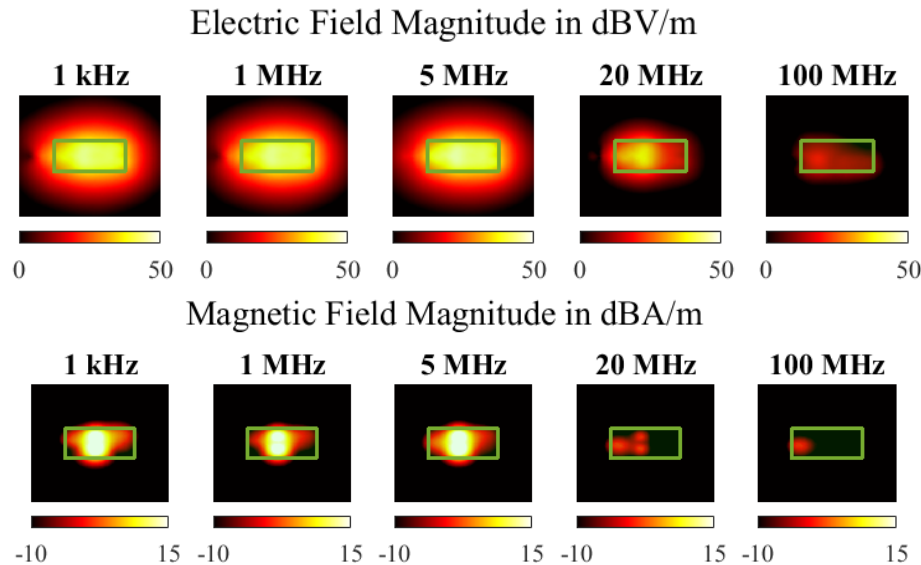 Electric Field Magnitude in dBV/m
1 kHz 1 MHz 5 MHz 20 MHz 100 MHz
0 50 0 50 0 50 0 50 0 50
Magnetic Field Magnitude in dBA/m
1 kHz 1 MHz 5 MHz 20 MHz 100 MHz
-10 15 -10 15 -10 15 -10 15 -10 15